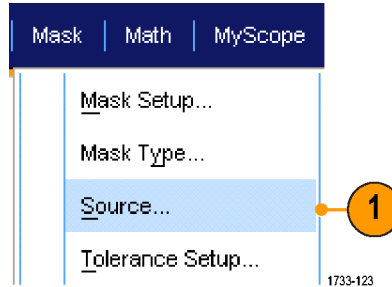 Mask | Math | MyScope
Mask Setup...
Mask Type...
Source...
1
Tolerance Setup...
1733-123